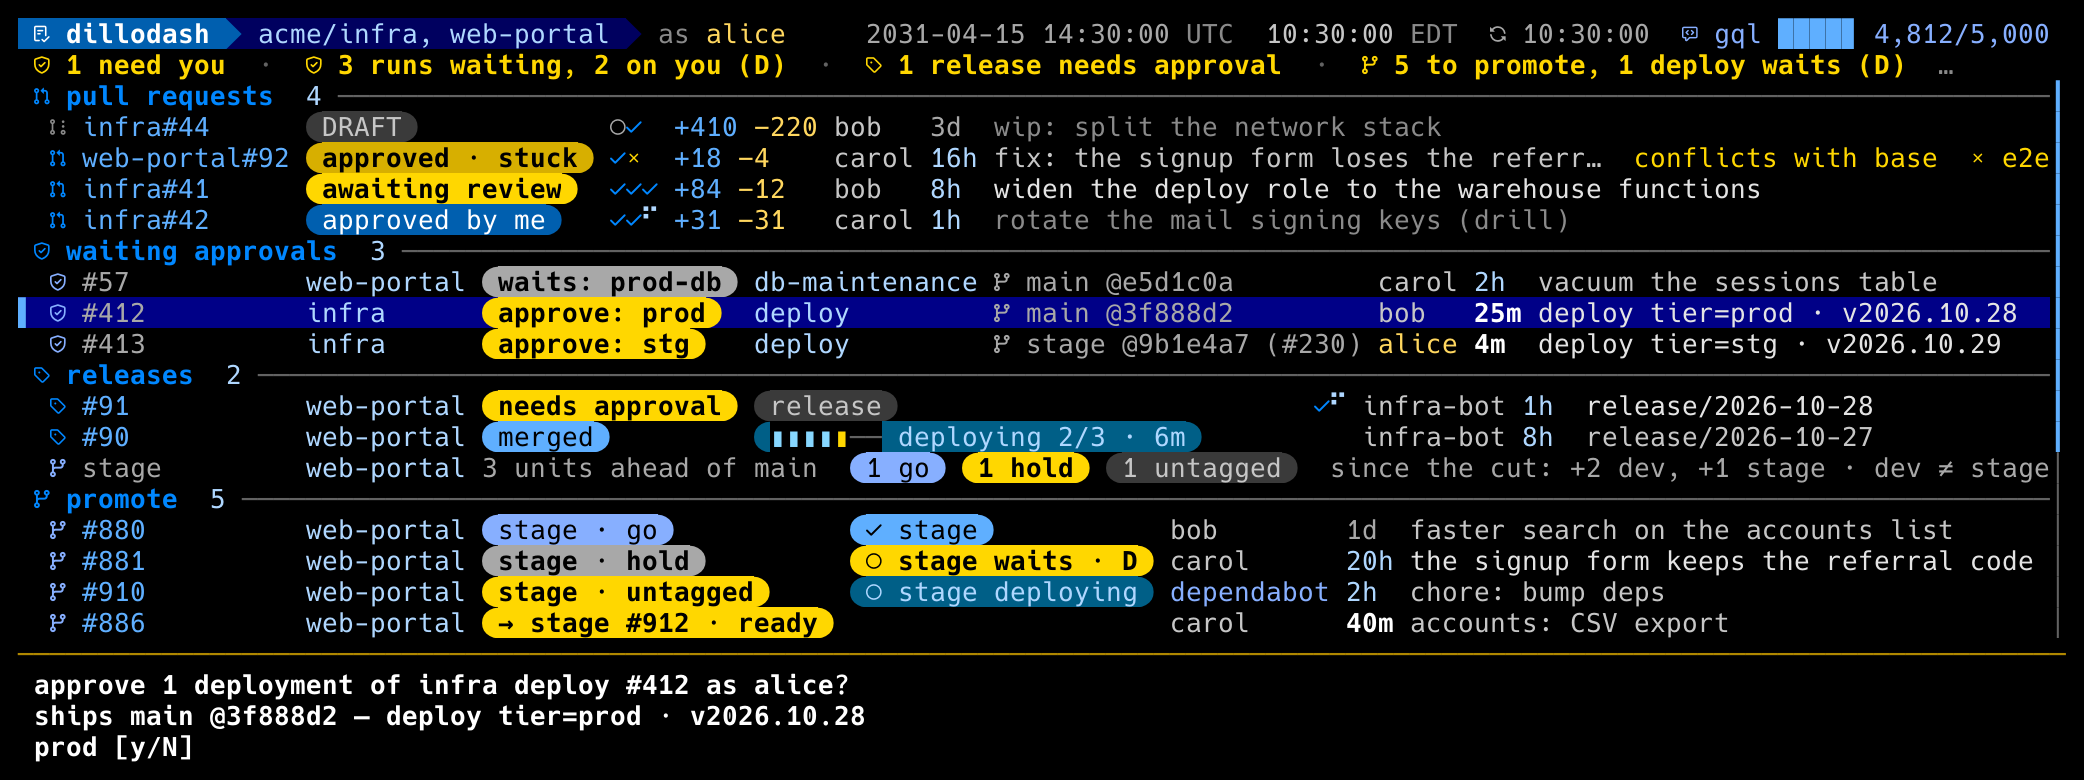 dillodash acme/infra, web-portal as alice 2031-04-15 14:30:00 UTC 10:30:00 EDT 10:30:00 gql 4,812/5,000
1 need you · 3 runs waiting, 2 on you (D) · 1 release needs approval · 5 to promote, 1 deploy waits (D) …
pull requests 4
infra#44 DRAFT ○✓ +410 −220 bob 3d wip: split the network stack
web-portal#92 approved · stuck ✓× +18 −4 carol 16h fix: the signup form loses the referr… conflicts with base × e2e
infra#41 awaiting review ✓✓✓ +84 −12 bob 8h widen the deploy role to the warehouse functions
infra#42 approved by me ✓✓ +31 −31 carol 1h rotate the mail signing keys (drill)
waiting approvals 3
#57 web-portal waits: prod-db db-maintenance main @e5d1c0a carol 2h vacuum the sessions table
#412 infra approve: prod deploy main @3f888d2 bob 25m deploy tier=prod · v2026.10.28
#413 infra approve: stg deploy stage @9b1e4a7 (#230) alice 4m deploy tier=stg · v2026.10.29
releases 2
#91 web-portal needs approval release ✓ infra-bot 1h release/2026-10-28
#90 web-portal merged deploying 2/3 · 6m infra-bot 8h release/2026-10-27
stage web-portal 3 units ahead of main 1 go 1 hold 1 untagged since the cut: +2 dev, +1 stage · dev ≠ stage
promote 5
#880 web-portal stage · go ✓ stage bob 1d faster search on the accounts list
#881 web-portal stage · hold ○ stage waits · D carol 20h the signup form keeps the referral code
#910 web-portal stage · untagged ○ stage deploying dependabot 2h chore: bump deps
#886 web-portal → stage #912 · ready carol 40m accounts: CSV export
approve 1 deployment of infra deploy #412 as alice?
ships main @3f888d2 — deploy tier=prod · v2026.10.28
prod [y/N]